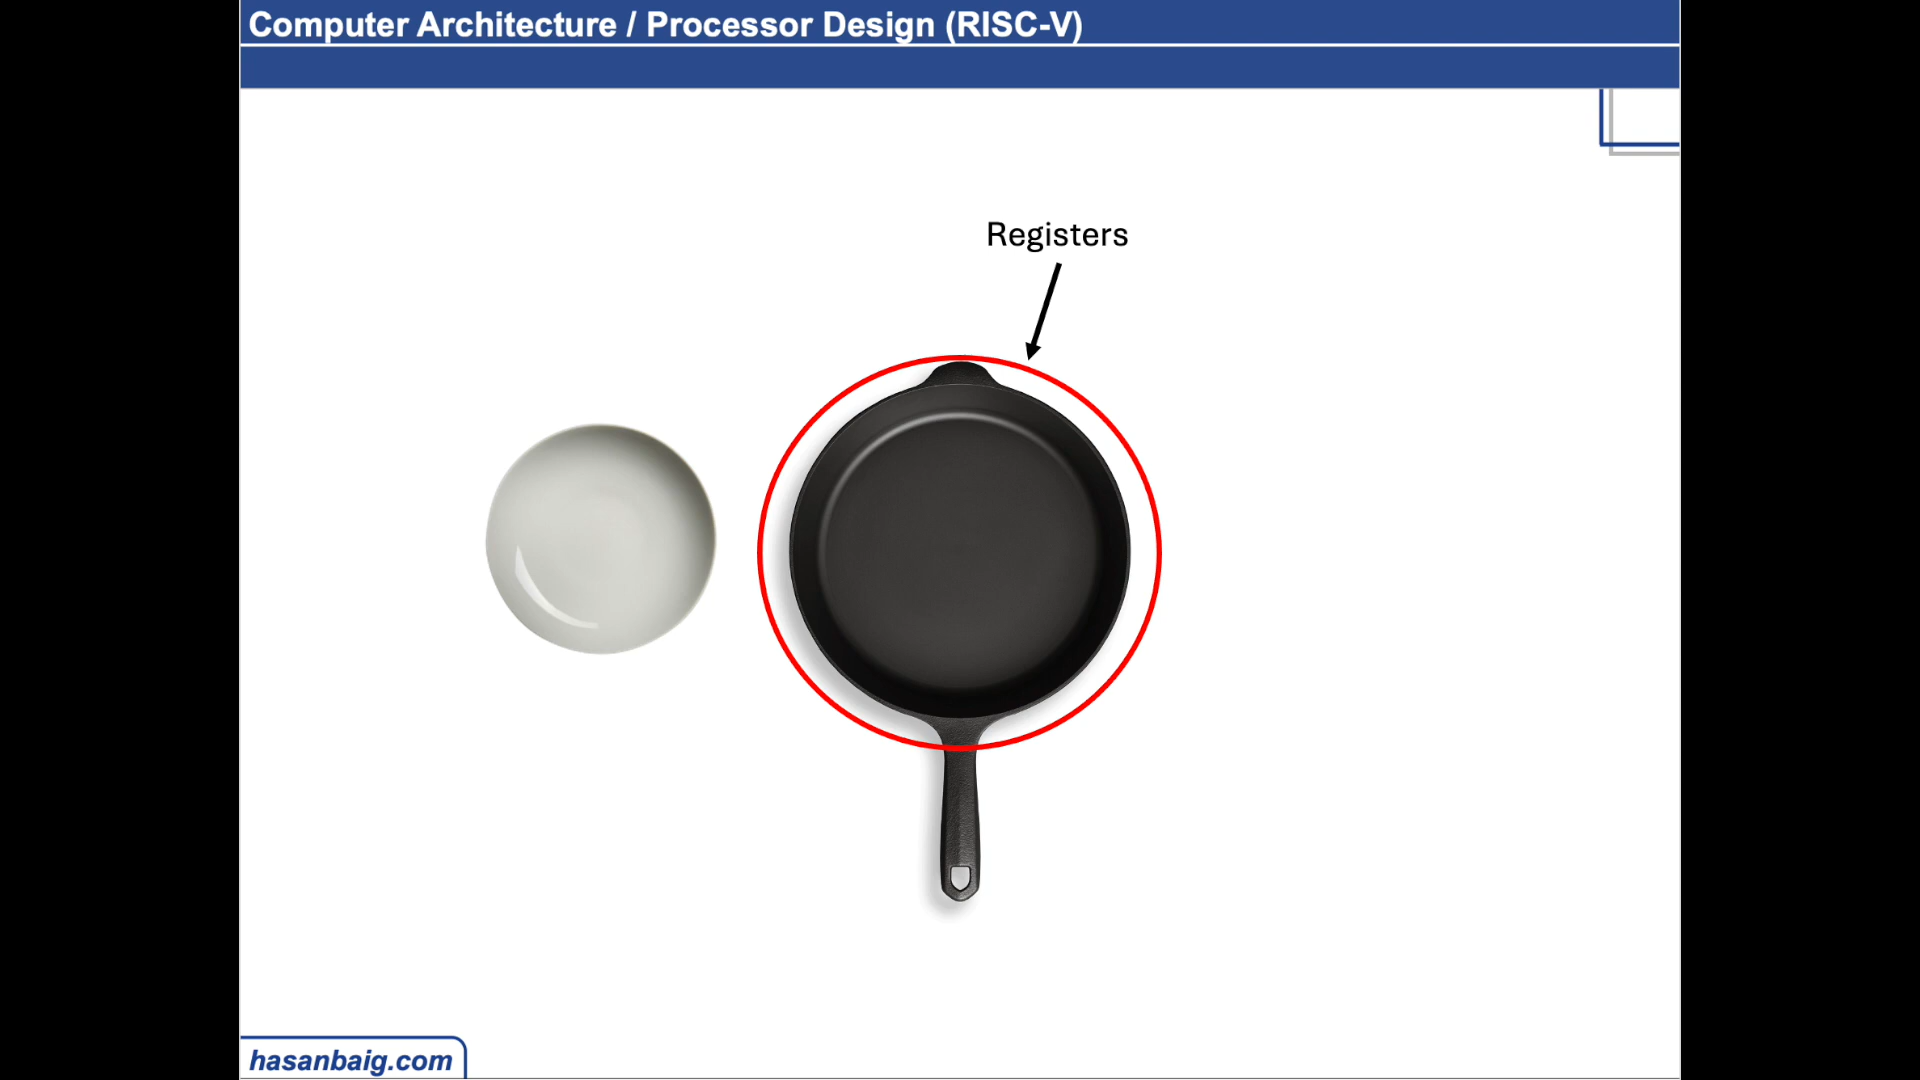 Computer Architecture / Processor Design (RISC-V)
Registers
hasanbaig.com